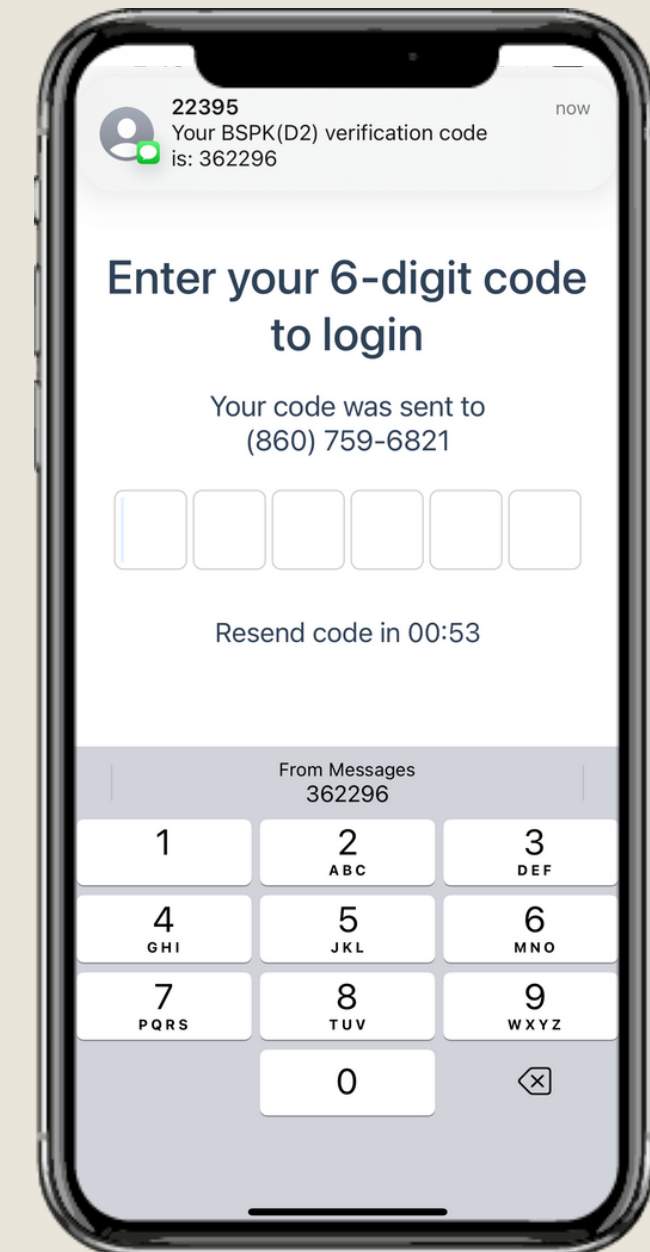 22395
now
Your BSPK(D2) verification code
is: 362296
Enter your 6-digit code
to login
Your code was sent to
(860) 759-6821
Resend code in 00:53
From Messages
362296
1
2
ABC
3
DEF
4
GHI
5
JKL
6
MNO
7
PQRS
8
TUV
9
WXYZ
0